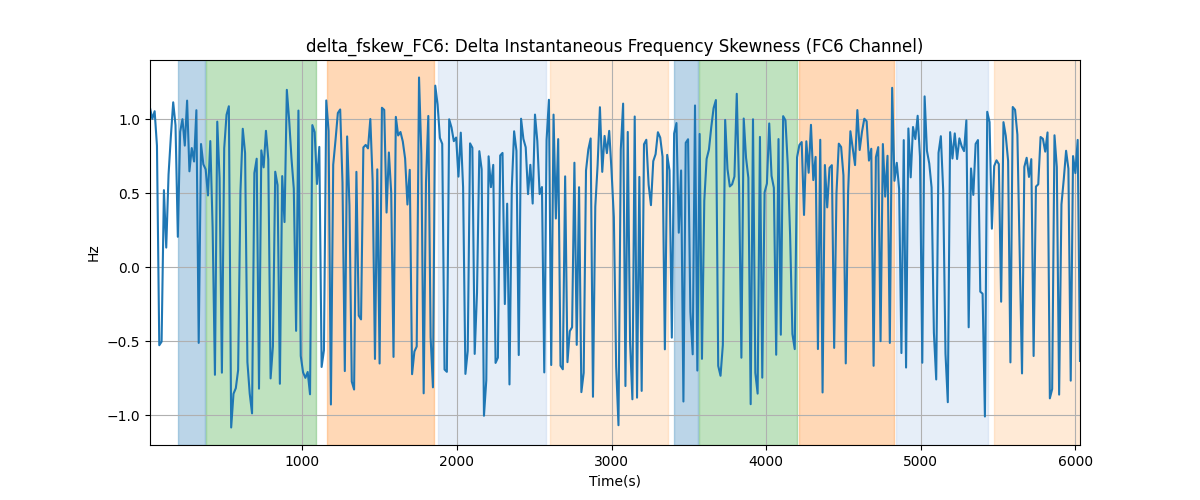 delta_fskew_FC6: Delta Instantaneous Frequency Skewness (FC6 Channel)
Hz
1.0
0.5
0.0
−0.5
−1.0
1000 2000 3000 4000 5000 6000
Time(s)